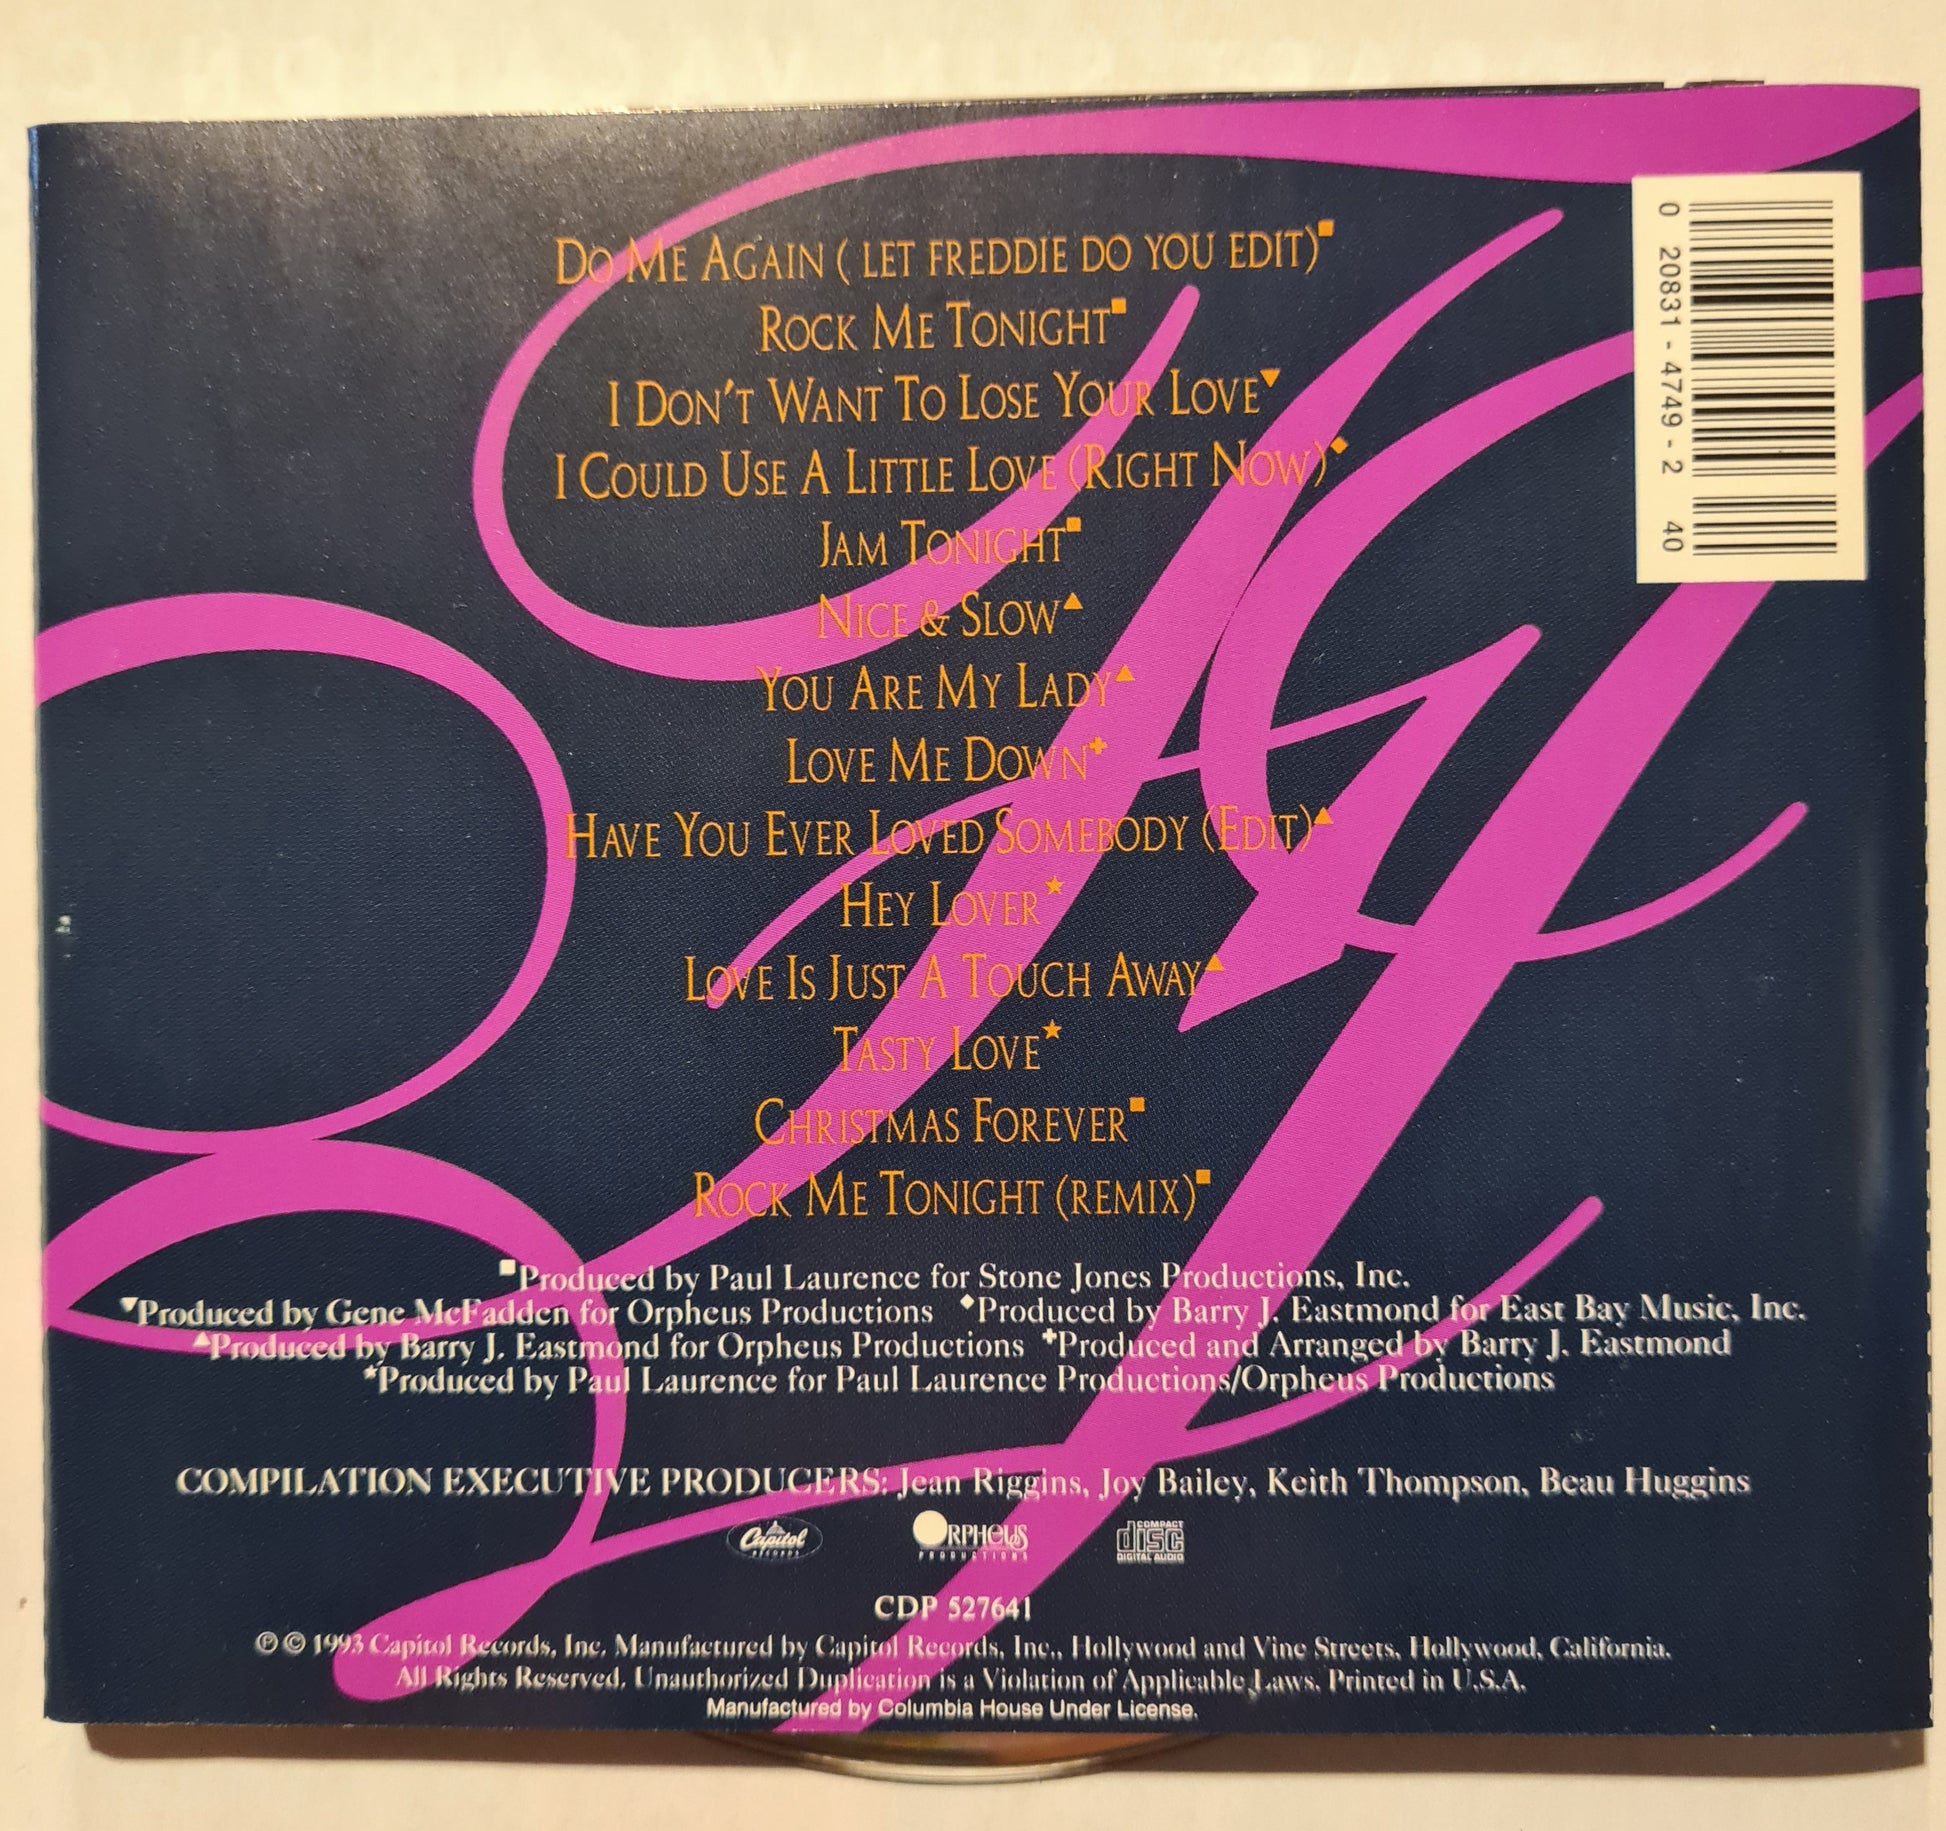 DO ME AGAIN ( LET FREDDIE DO YOU EDIT)■
ROCK ME TONIGHT■
I DON'T WANT TO LOSE YOUR LOVE▼
I COULD USE A LITTLE LOVE (RIGHT NOW)◆
JAM TONIGHT■
NICE & SLOW▲
YOU ARE MY LADY▲
LOVE ME DOWN✚
HAVE YOU EVER LOVED SOMEBODY (EDIT)▲
HEY LOVER★
LOVE IS JUST A TOUCH AWAY▲
TASTY LOVE★
CHRISTMAS FOREVER■
ROCK ME TONIGHT (REMIX)■
0 20831-4749-2 40
■Produced by Paul Laurence for Stone Jones Productions, Inc.
▼Produced by Gene McFadden for Orpheus Productions ◆Produced by Barry J. Eastmond for East Bay Music, Inc.
▲Produced by Barry J. Eastmond for Orpheus Productions ✚Produced and Arranged by Barry J. Eastmond
★Produced by Paul Laurence for Paul Laurence Productions/Orpheus Productions
COMPILATION EXECUTIVE PRODUCERS: Jean Riggins, Joy Bailey, Keith Thompson, Beau Huggins
Capitol
RECORDS
ORPHEUS
PRODUCTIONS
COMPACT
disc
DIGITAL AUDIO
CDP 527641
℗ © 1993 Capitol Records, Inc. Manufactured by Capitol Records, Inc., Hollywood and Vine Streets, Hollywood, California.
All Rights Reserved. Unauthorized Duplication is a Violation of Applicable Laws. Printed in U.S.A.
Manufactured by Columbia House Under License.